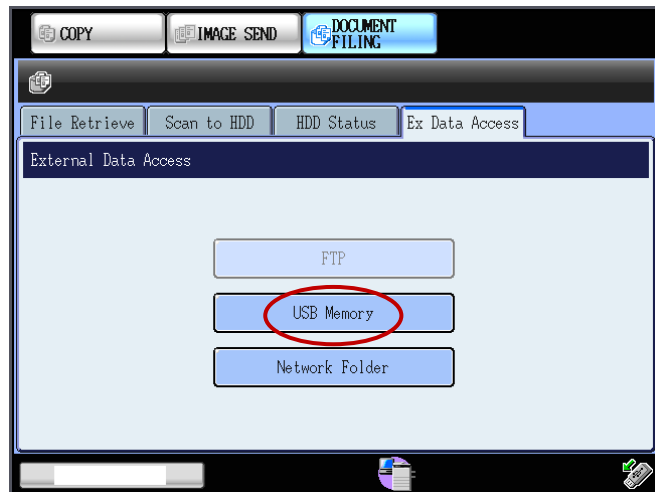 COPY
IMAGE SEND
DOCUMENT
FILING
File Retrieve
Scan to HDD
HDD Status
Ex Data Access
External Data Access
FTP
USB Memory
Network Folder